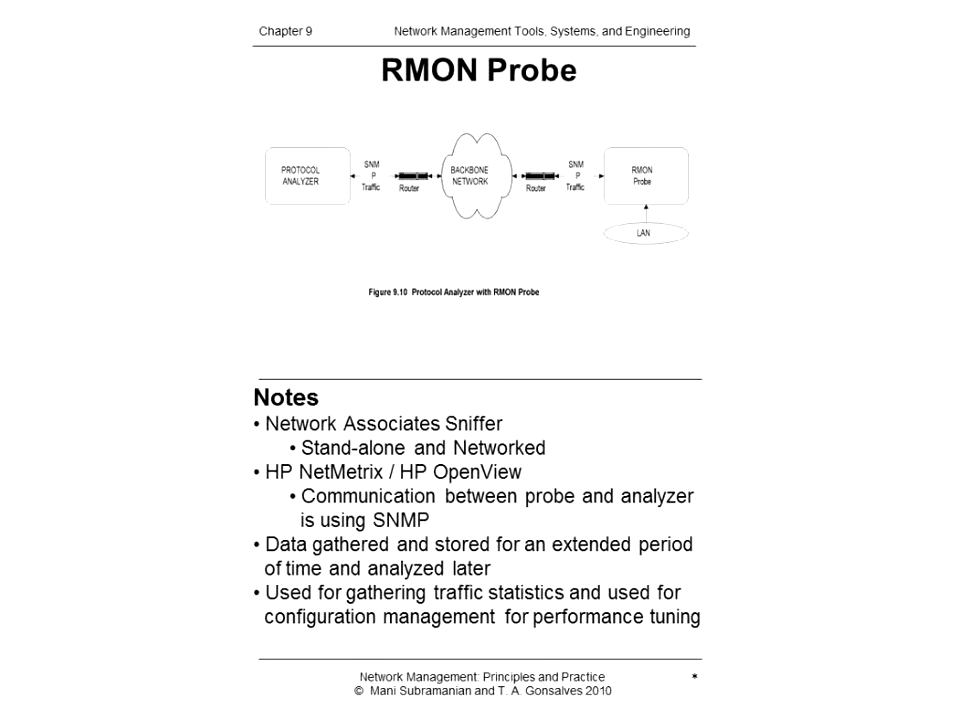 Chapter 9
Network Management Tools, Systems, and Engineering
RMON Probe
PROTOCOL
ANALYZER
SNM
P
Traffic
Router
BACKBONE
NETWORK
Router
SNM
P
Traffic
RMON
Probe
LAN
Figure 9.10 Protocol Analyzer with RMON Probe
Notes
• Network Associates Sniffer
• Stand-alone and Networked
• HP NetMetrix / HP OpenView
• Communication between probe and analyzer
is using SNMP
• Data gathered and stored for an extended period
of time and analyzed later
• Used for gathering traffic statistics and used for
configuration management for performance tuning
Network Management: Principles and Practice
*
© Mani Subramanian and T. A. Gonsalves 2010